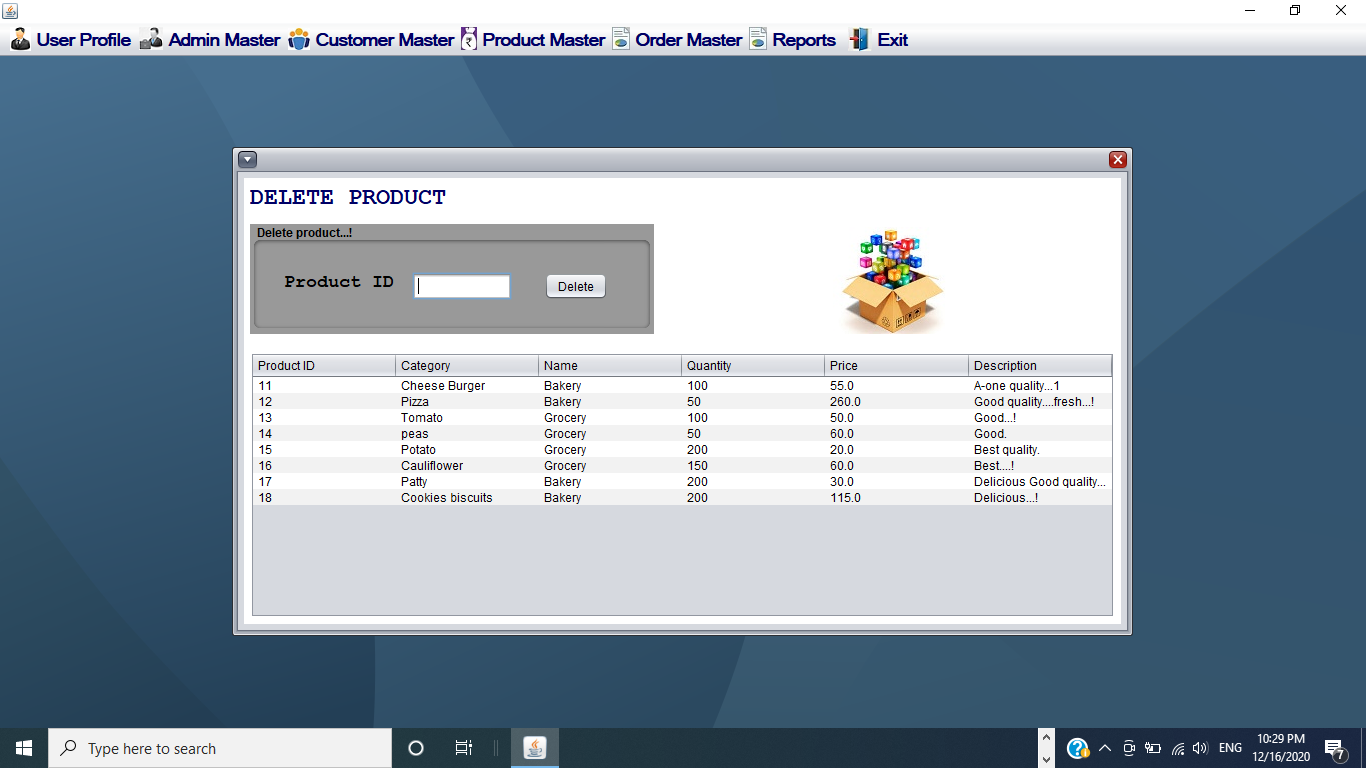 User Profile Admin Master Customer Master Product Master Order Master Reports Exit
DELETE PRODUCT
Delete product...!
Product ID Delete
Product ID Category Name Quantity Price Description
11 Cheese Burger Bakery 100 55.0 A-one quality...1
12 Pizza Bakery 50 260.0 Good quality....fresh...!
13 Tomato Grocery 100 50.0 Good...!
14 peas Grocery 50 60.0 Good.
15 Potato Grocery 200 20.0 Best quality.
16 Cauliflower Grocery 150 60.0 Best....!
17 Patty Bakery 200 30.0 Delicious Good quality...
18 Cookies biscuits Bakery 200 115.0 Delicious...!
Type here to search
ENG
10:29 PM
12/16/2020
7